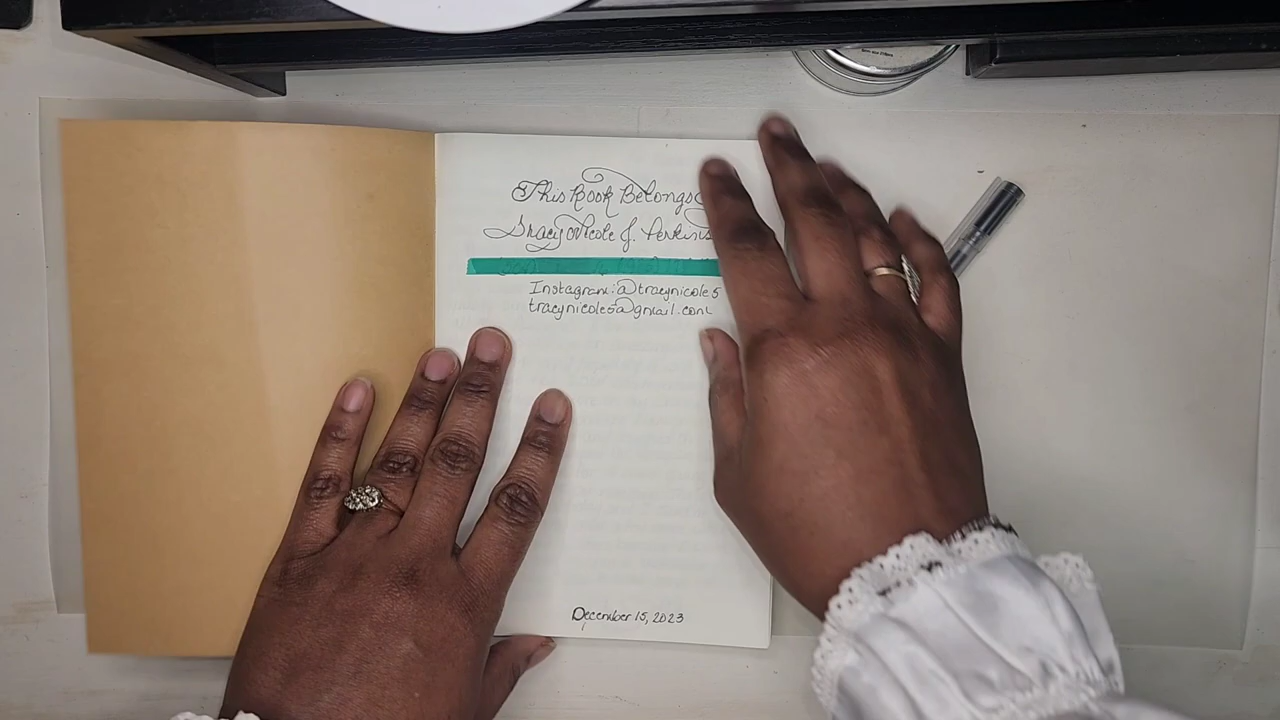 This Book Belongs
Tracy Nicole J. Perkins
Instagram: @tracynicole5
tracynicole5@gmail.com
December 15, 2023